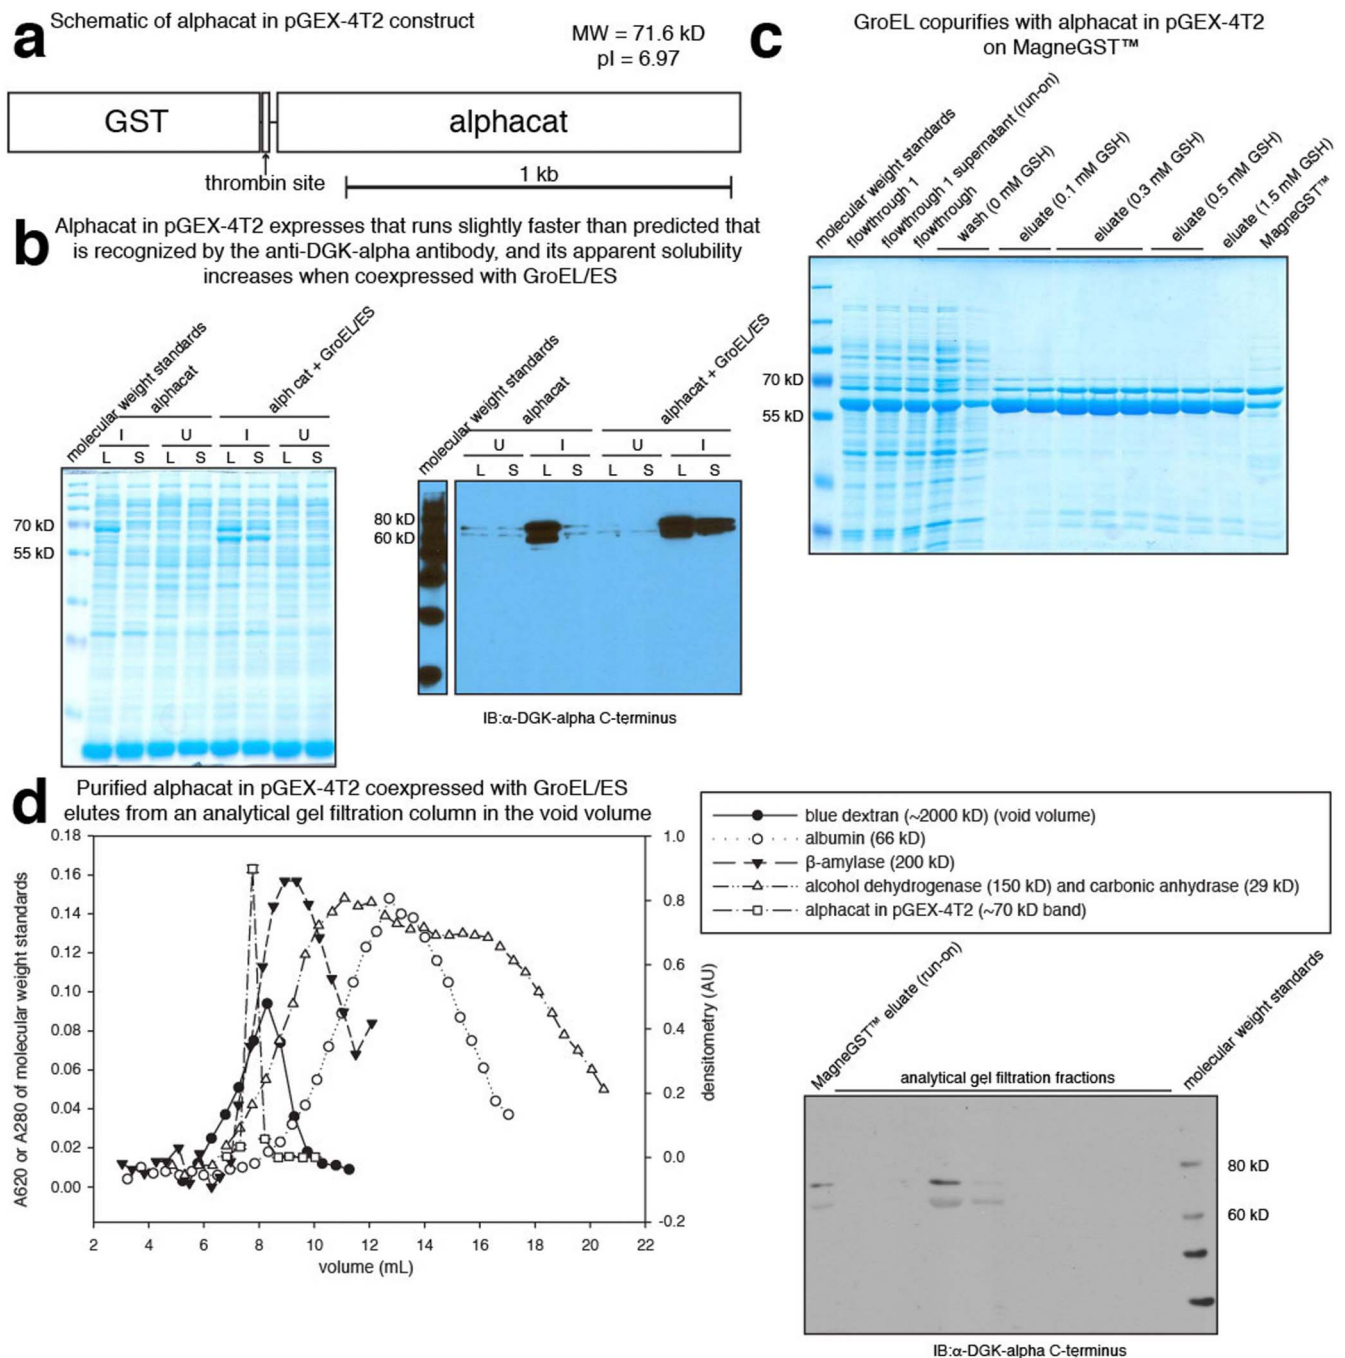 a
Schematic of alphacat in pGEX-4T2 construct
MW = 71.6 kD
pI = 6.97
GST
alphacat
thrombin site
1 kb
b
Alphacat in pGEX-4T2 expresses that runs slightly faster than predicted that
is recognized by the anti-DGK-alpha antibody, and its apparent solubility
increases when coexpressed with GroEL/ES
molecular weight standards
alphacat
alph cat + GroEL/ES
I U I U
L S L S L S L S
70 kD
55 kD
molecular weight standards
alphacat
alphacat + GroEL/ES
U I U I
L S L S L S L S
80 kD
60 kD
IB:α-DGK-alpha C-terminus
c
GroEL copurifies with alphacat in pGEX-4T2
on MagneGST™
molecular weight standards
flowthrough 1
flowthrough 1 supernatant (run-on)
flowthrough
wash (0 mM GSH)
eluate (0.1 mM GSH)
eluate (0.3 mM GSH)
eluate (0.5 mM GSH)
eluate (1.5 mM GSH)
MagneGST™
70 kD
55 kD
d
Purified alphacat in pGEX-4T2 coexpressed with GroEL/ES
elutes from an analytical gel filtration column in the void volume
A620 or A280 of molecular weight standards
0.18
0.16
0.14
0.12
0.10
0.08
0.06
0.04
0.02
0.00
1.0
0.8
0.6
0.4
0.2
0.0
-0.2
densitometry (AU)
2 4 6 8 10 12 14 16 18 20 22
volume (mL)
blue dextran (~2000 kD) (void volume)
albumin (66 kD)
β-amylase (200 kD)
alcohol dehydrogenase (150 kD) and carbonic anhydrase (29 kD)
alphacat in pGEX-4T2 (~70 kD band)
MagneGST™ eluate (run-on)
analytical gel filtration fractions
molecular weight standards
80 kD
60 kD
IB:α-DGK-alpha C-terminus